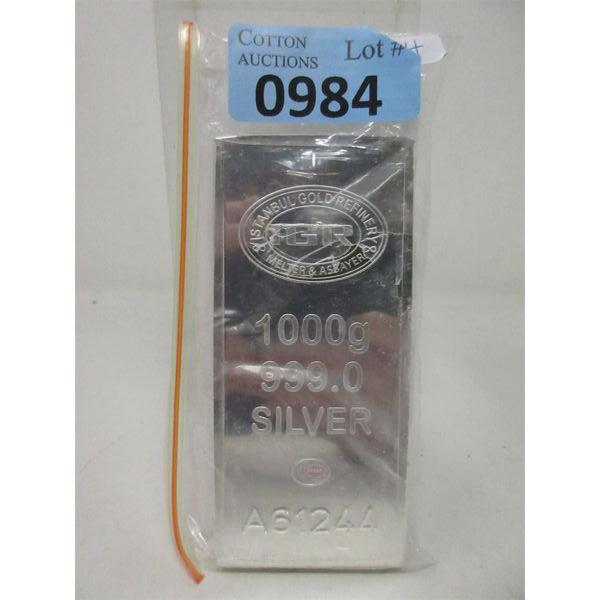 COTTON
AUCTIONS
Lot #
0984
ISTANBUL GOLD REFINERY
IGR
& MELTER & ASSAYER &
1000g
999.0
SILVER
A61244